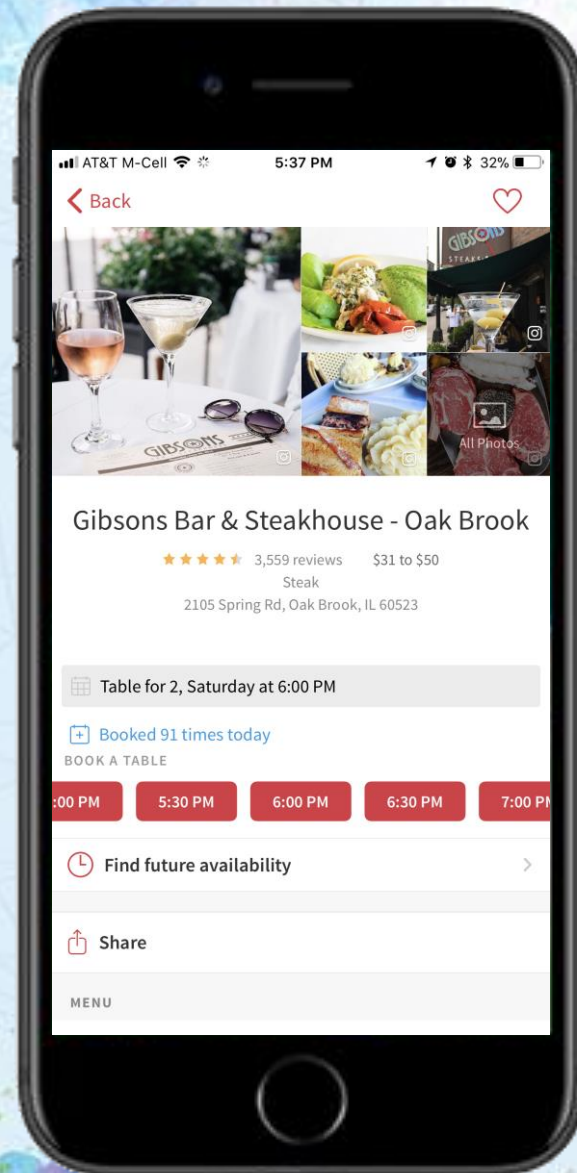 AT&T M-Cell 5:37 PM 32%
Back
GIBSONS
STEAKS
GIBSONS
All Photos
Gibsons Bar & Steakhouse - Oak Brook
3,559 reviews $31 to $50
Steak
2105 Spring Rd, Oak Brook, IL 60523
Table for 2, Saturday at 6:00 PM
Booked 91 times today
BOOK A TABLE
:00 PM 5:30 PM 6:00 PM 6:30 PM 7:00 PM
Find future availability
Share
MENU